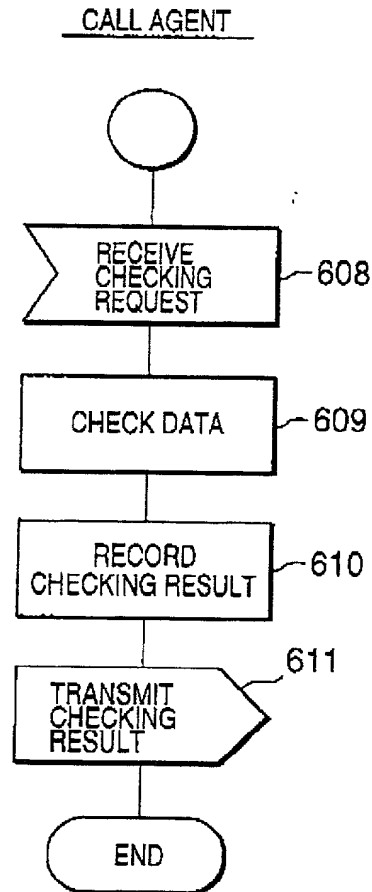 CALL AGENT
RECEIVE
CHECKING
REQUEST
608
CHECK DATA
609
RECORD
CHECKING RESULT
610
611
TRANSMIT
CHECKING
RESULT
END